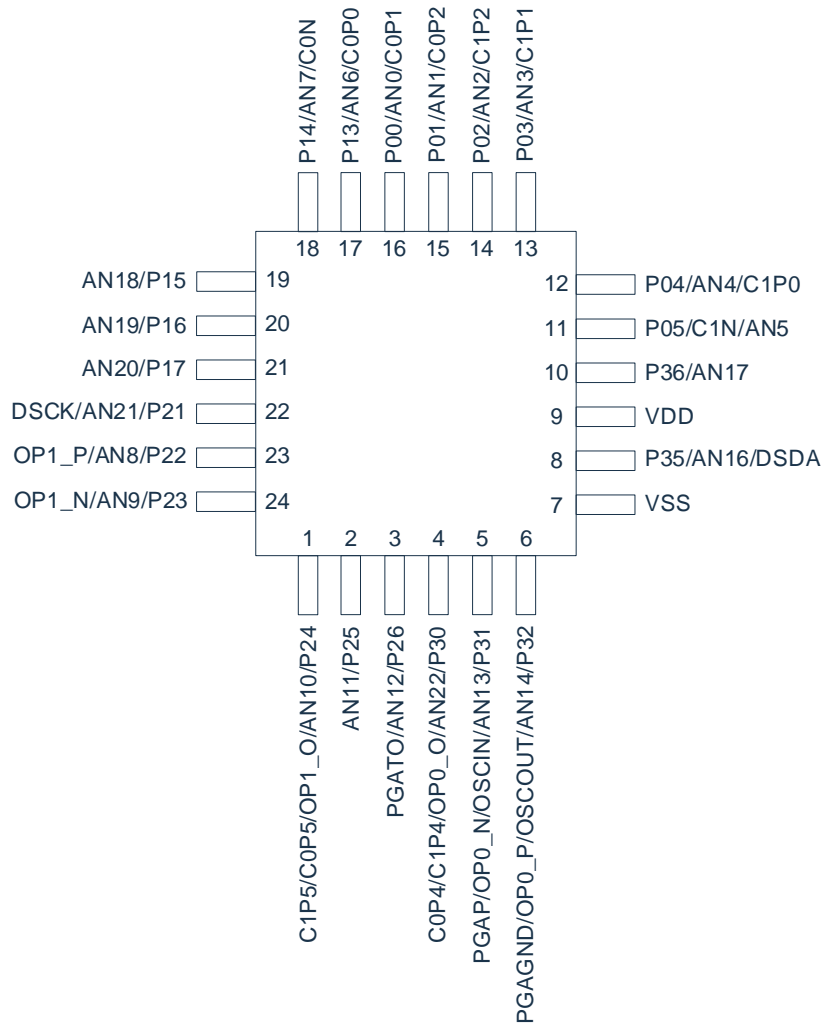 P14/AN7/C0N
P13/AN6/C0P0
P00/AN0/C0P1
P01/AN1/C0P2
P02/AN2/C1P2
P03/AN3/C1P1
18
17
16
15
14
13
AN18/P15
19
AN19/P16
20
AN20/P17
21
DSCK/AN21/P21
22
OP1_P/AN8/P22
23
OP1_N/AN9/P23
24
12
P04/AN4/C1P0
11
P05/C1N/AN5
10
P36/AN17
9
VDD
8
P35/AN16/DSDA
7
VSS
1
2
3
4
5
6
C1P5/C0P5/OP1_O/AN10/P24
AN11/P25
PGATO/AN12/P26
C0P4/C1P4/OP0_O/AN22/P30
PGAP/OP0_N/OSCIN/AN13/P31
PGAGND/OP0_P/OSCOUT/AN14/P32